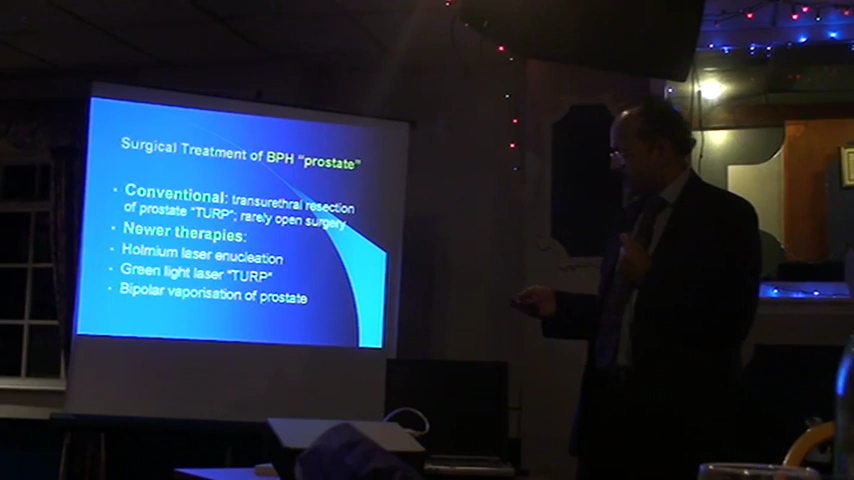 Surgical Treatment of BPH "prostate"
• Conventional: transurethral resection
of prostate "TURP"; rarely open surgery
• Newer therapies:
• Holmium laser enucleation
• Green light laser "TURP"
• Bipolar vaporisation of prostate